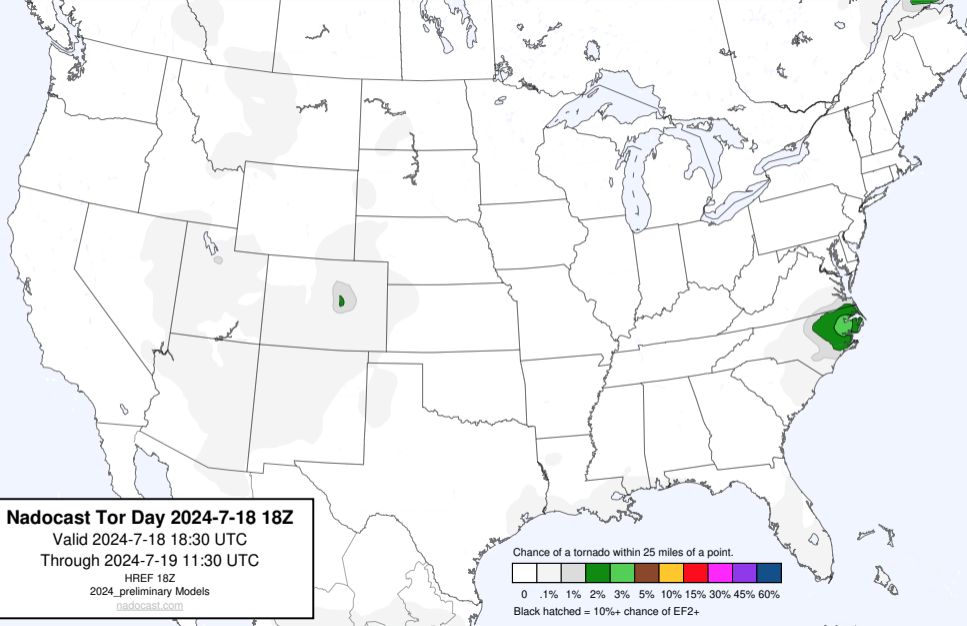 Nadocast Tor Day 2024-7-18 18Z
Valid 2024-7-18 18:30 UTC
Through 2024-7-19 11:30 UTC
HREF 18Z
2024_preliminary Models
nadocast.com
Chance of a tornado within 25 miles of a point.
0 .1% 1% 2% 3% 5% 10% 15% 30% 45% 60%
Black hatched = 10%+ chance of EF2+